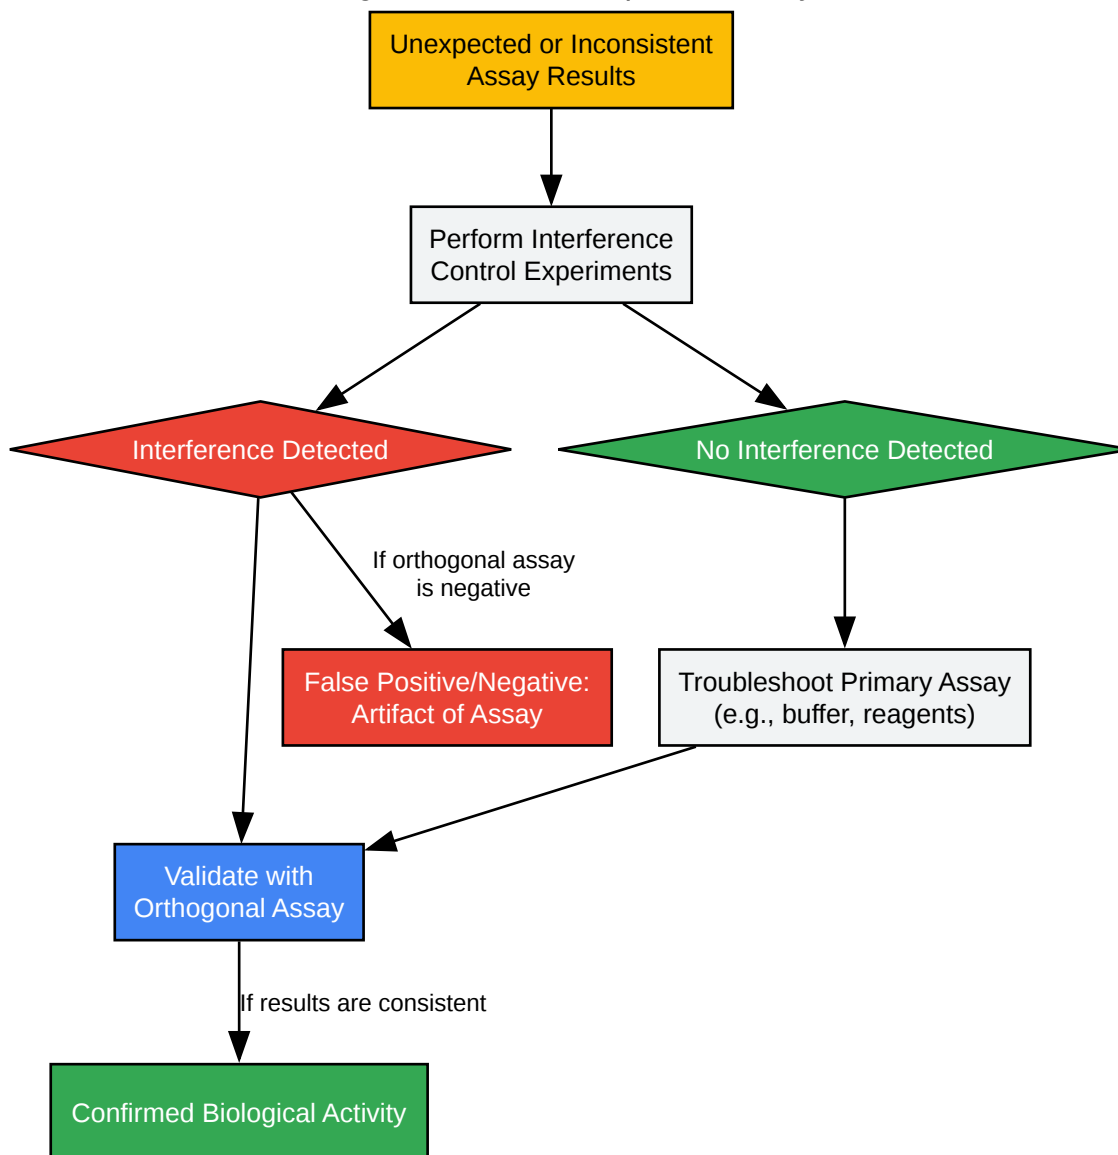 Unexpected or Inconsistent
Assay Results
Perform Interference
Control Experiments
Interference Detected
No Interference Detected
If orthogonal assay
is negative
False Positive/Negative:
Artifact of Assay
Troubleshoot Primary Assay
(e.g., buffer, reagents)
Validate with
Orthogonal Assay
If results are consistent
Confirmed Biological Activity